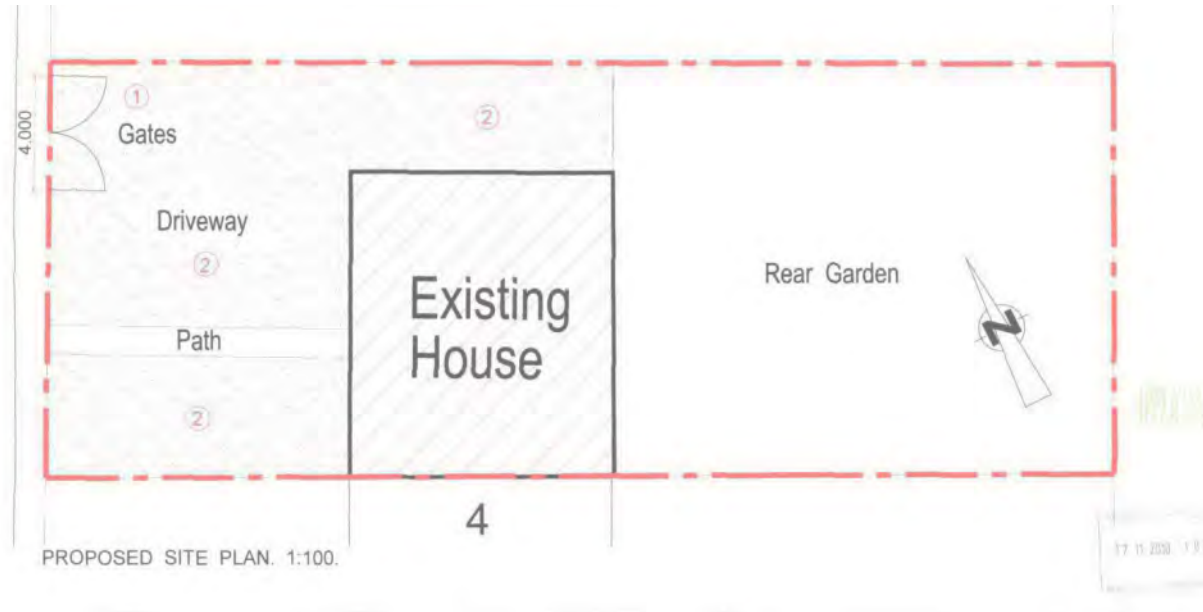 4,000
①
Gates
②
Driveway
②
Path
②
Existing
House
Rear Garden
N
4
PROPOSED SITE PLAN. 1:100.